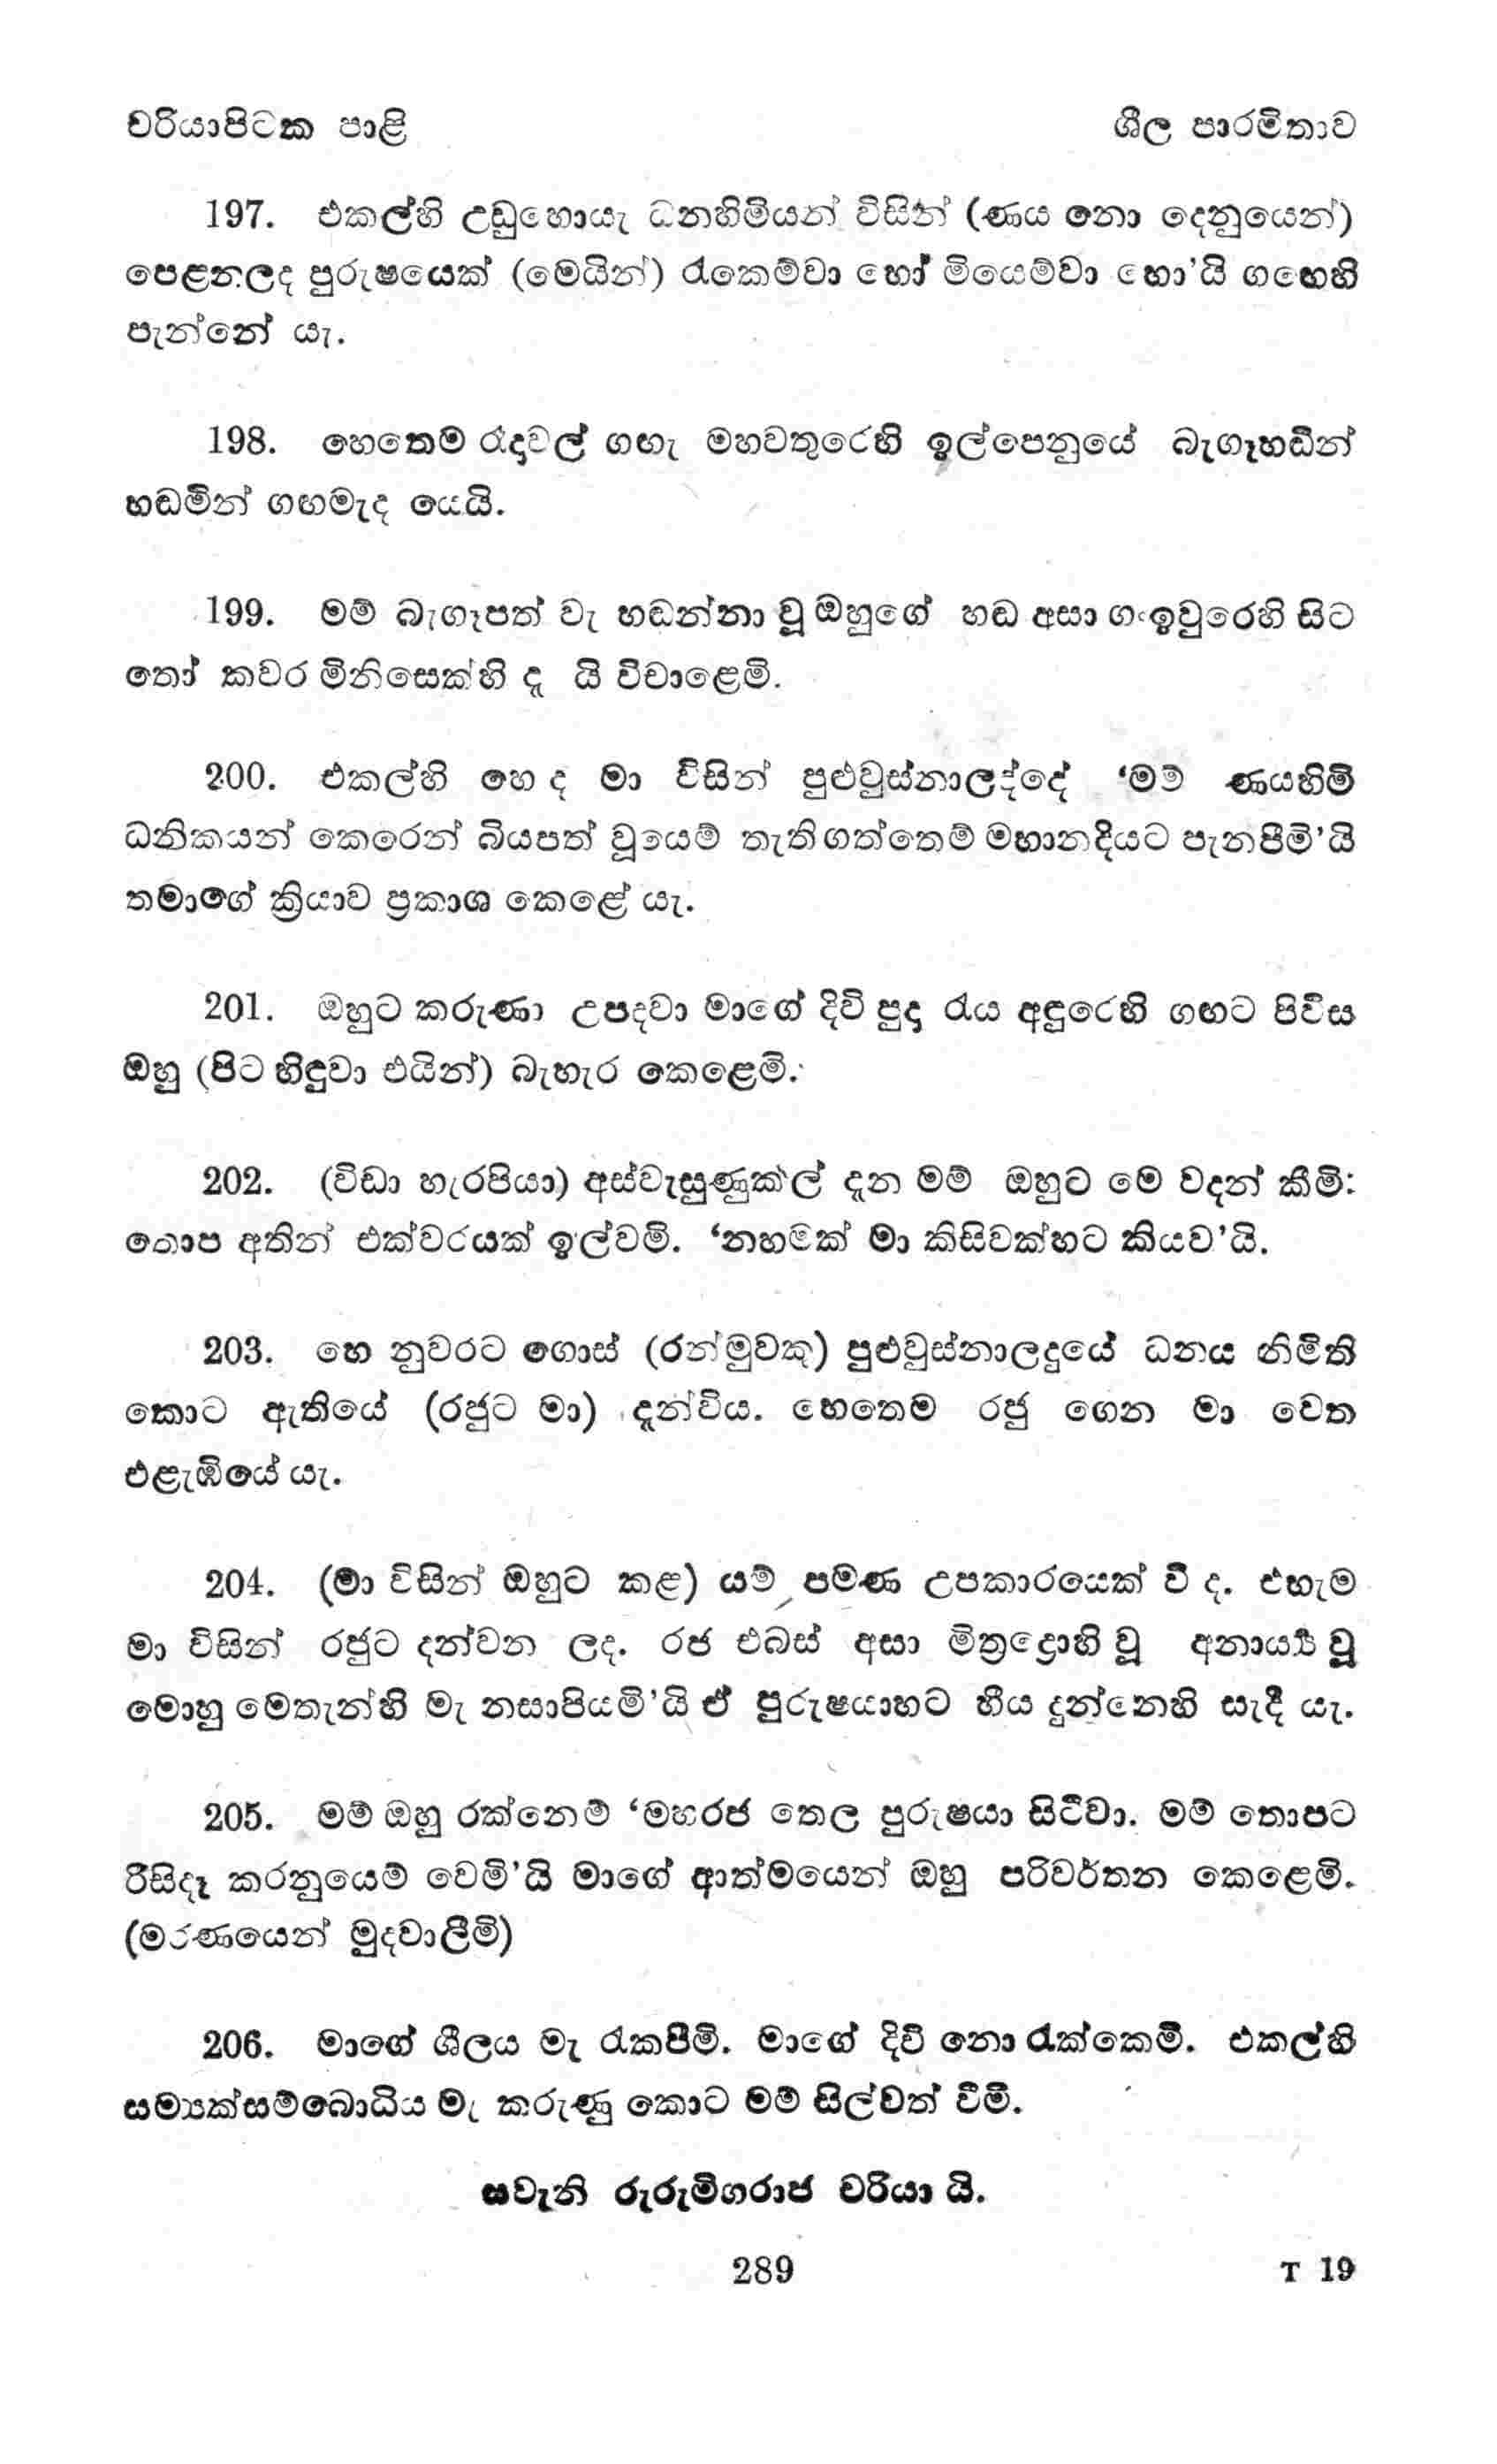 චරියාපිටක පාළි ශීල පාරමිතාව
197. එකල්හි උඩුහොයැ ධනහිමියන් විසින් (ණය නො දෙනුයෙන්)
පෙළනලද පුරුෂයෙක් (මෙයින්) රැකෙම්වා හෝ මියෙම්වා හො’යි ගඟෙහි
පැන්නේ යැ.
198. හෙතෙම රෑදාවල් ගඟැ මහවතුරෙහි ඉල්පෙනුයේ බැගෑහඬින්
හඬමින් ගඟමැද යෙයි.
199. මම් බැගෑපත් වැ හඬන්නා වූ ඔහුගේ හඬ අසා ගංඉවුරෙහි සිට
තෝ කවර මිනිසෙක්හි දැ යි විචාළෙමි.
200. එකල්හි හෙ ද මා විසින් පුළුවුස්නාලද්දේ ‘මම් ණයහිමි
ධනිකයන් කෙරෙන් බියපත් වූයෙම් තැතිගත්තෙම් මහානදියට පැනපීමි’යි
තමාගේ ක්‍රියාව ප්‍රකාශ කෙළේ යැ.
201. ඔහුට කරුණා උපදවා මාගේ දිවි පුදා රැය අඳුරෙහි ගඟට පිවිස
ඔහු (පිට හිඳුවා එයින්) බැහැර කෙළෙමි.
202. (විඩා හැරපියා) අස්වැසුණුකල් දැන මම් ඔහුට මෙ වදන් කීමි:
තොප අතින් එක්වරයක් ඉල්වමි. ‘නහමක් මා කිසිවක්හට කියව’යි.
203. හෙ නුවරට ගොස් (රන්මුවකු) පුළුවුස්නාලදුයේ ධනය නිමිති
කොට ඇතියේ (රජුට මා) දැන්විය. හෙතෙම රජු ගෙන මා වෙත
එළැඹියේ යැ.
204. (මා විසින් ඔහුට කළ) යම් පමණ උපකාරයෙක් වී ද. එහැම
මා විසින් රජුට දන්වන ලද. රජ එබස් අසා මිත්‍රද්‍රොහි වූ අනාර්‍ය්‍ය වූ
මොහු මෙතැන්හි මැ නසාපියමි’යි ඒ පුරුෂයාහට හීය දුන්නෙහි සැදී යැ.
205. මම් ඔහු රක්නෙම් ‘මහරජ තෙල පුරුෂයා සිටීවා. මම් තොපට
රිසිදෑ කරනුයෙම් වෙමි’යි මාගේ ආත්මයෙන් ඔහු පරිවර්තන කෙළෙමි.
(මරණයෙන් මුදවාලීමි)
206. මාගේ ශීලය මැ රැකපීමි. මාගේ දිවි නො රැක්කෙමි. එකල්හි
සම්‍යක්සම්බොධිය මැ කරුණු කොට මම් සිල්වත් වීමි.
සවැනි රුරුමිගරාජ චරියා යි.
289 T 19